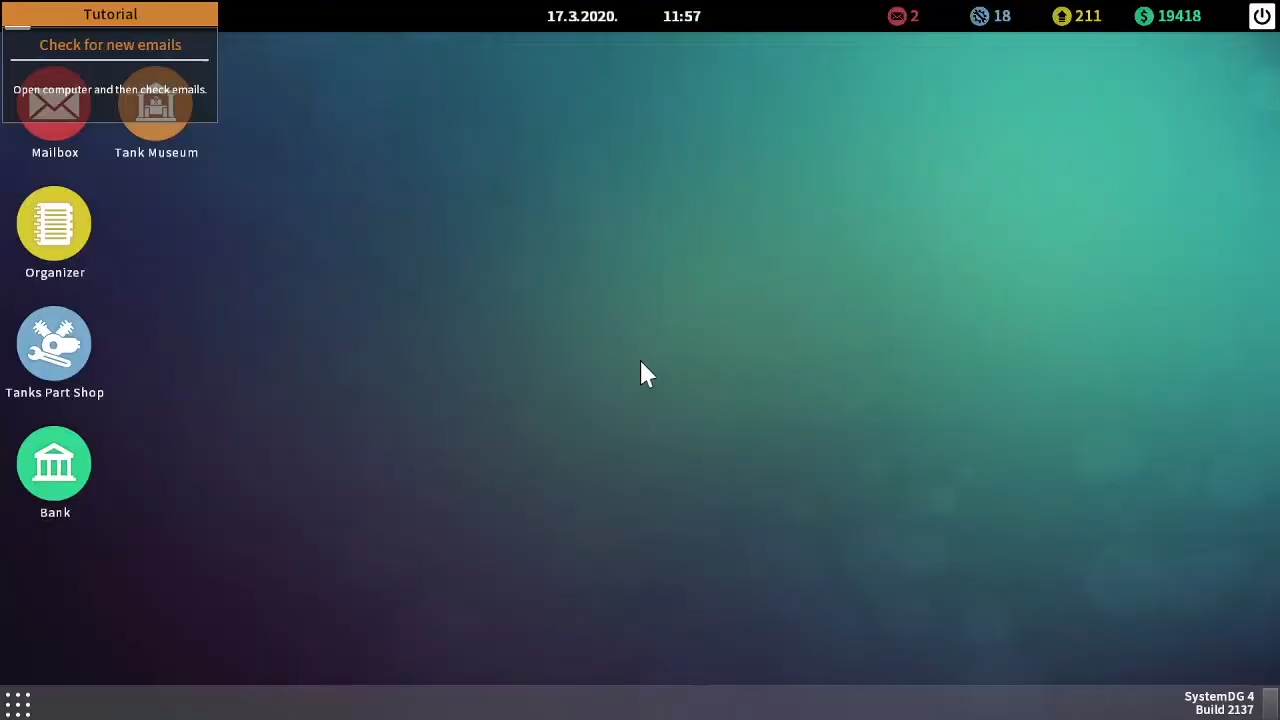 Tutorial
17.3.2020. 11:57 2 18 211 19418
Check for new emails
Open computer and then check emails.
Mailbox Tank Museum
Organizer
Tanks Part Shop
Bank
SystemDG 4
Build 2137